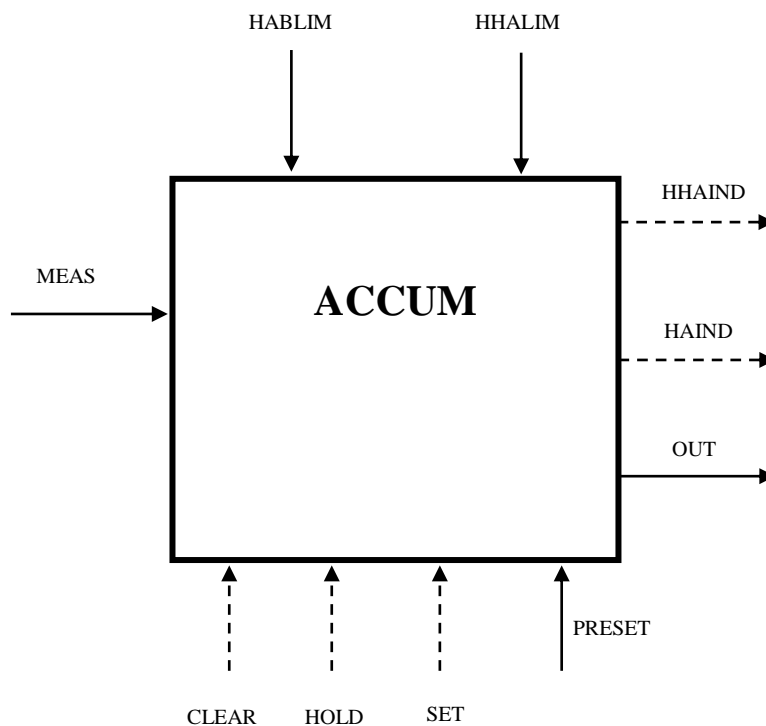 HABLIM
HHALIM
HHAIND
MEAS
ACCUM
HAIND
OUT
PRESET
CLEAR
HOLD
SET